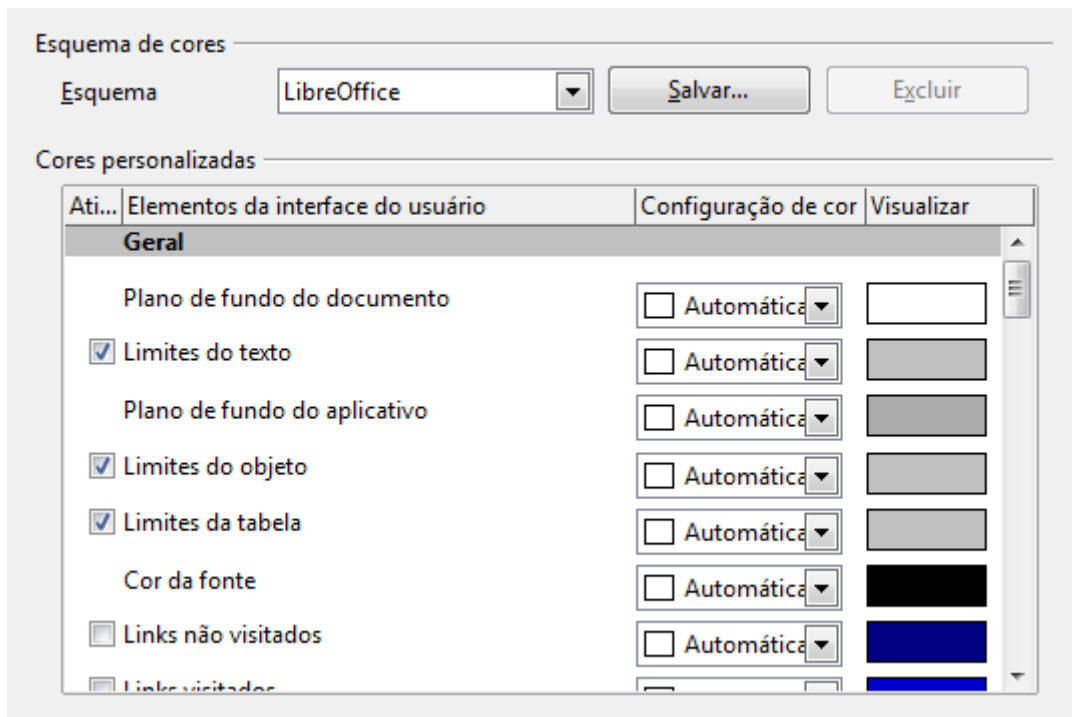 Esquema de cores
Esquema LibreOffice Salvar... Excluir
Cores personalizadas
Ati... Elementos da interface do usuário Configuração de cor Visualizar
Geral
Plano de fundo do documento Automática
Limites do texto Automática
Plano de fundo do aplicativo Automática
Limites do objeto Automática
Limites da tabela Automática
Cor da fonte Automática
Links não visitados Automática
Links visitados